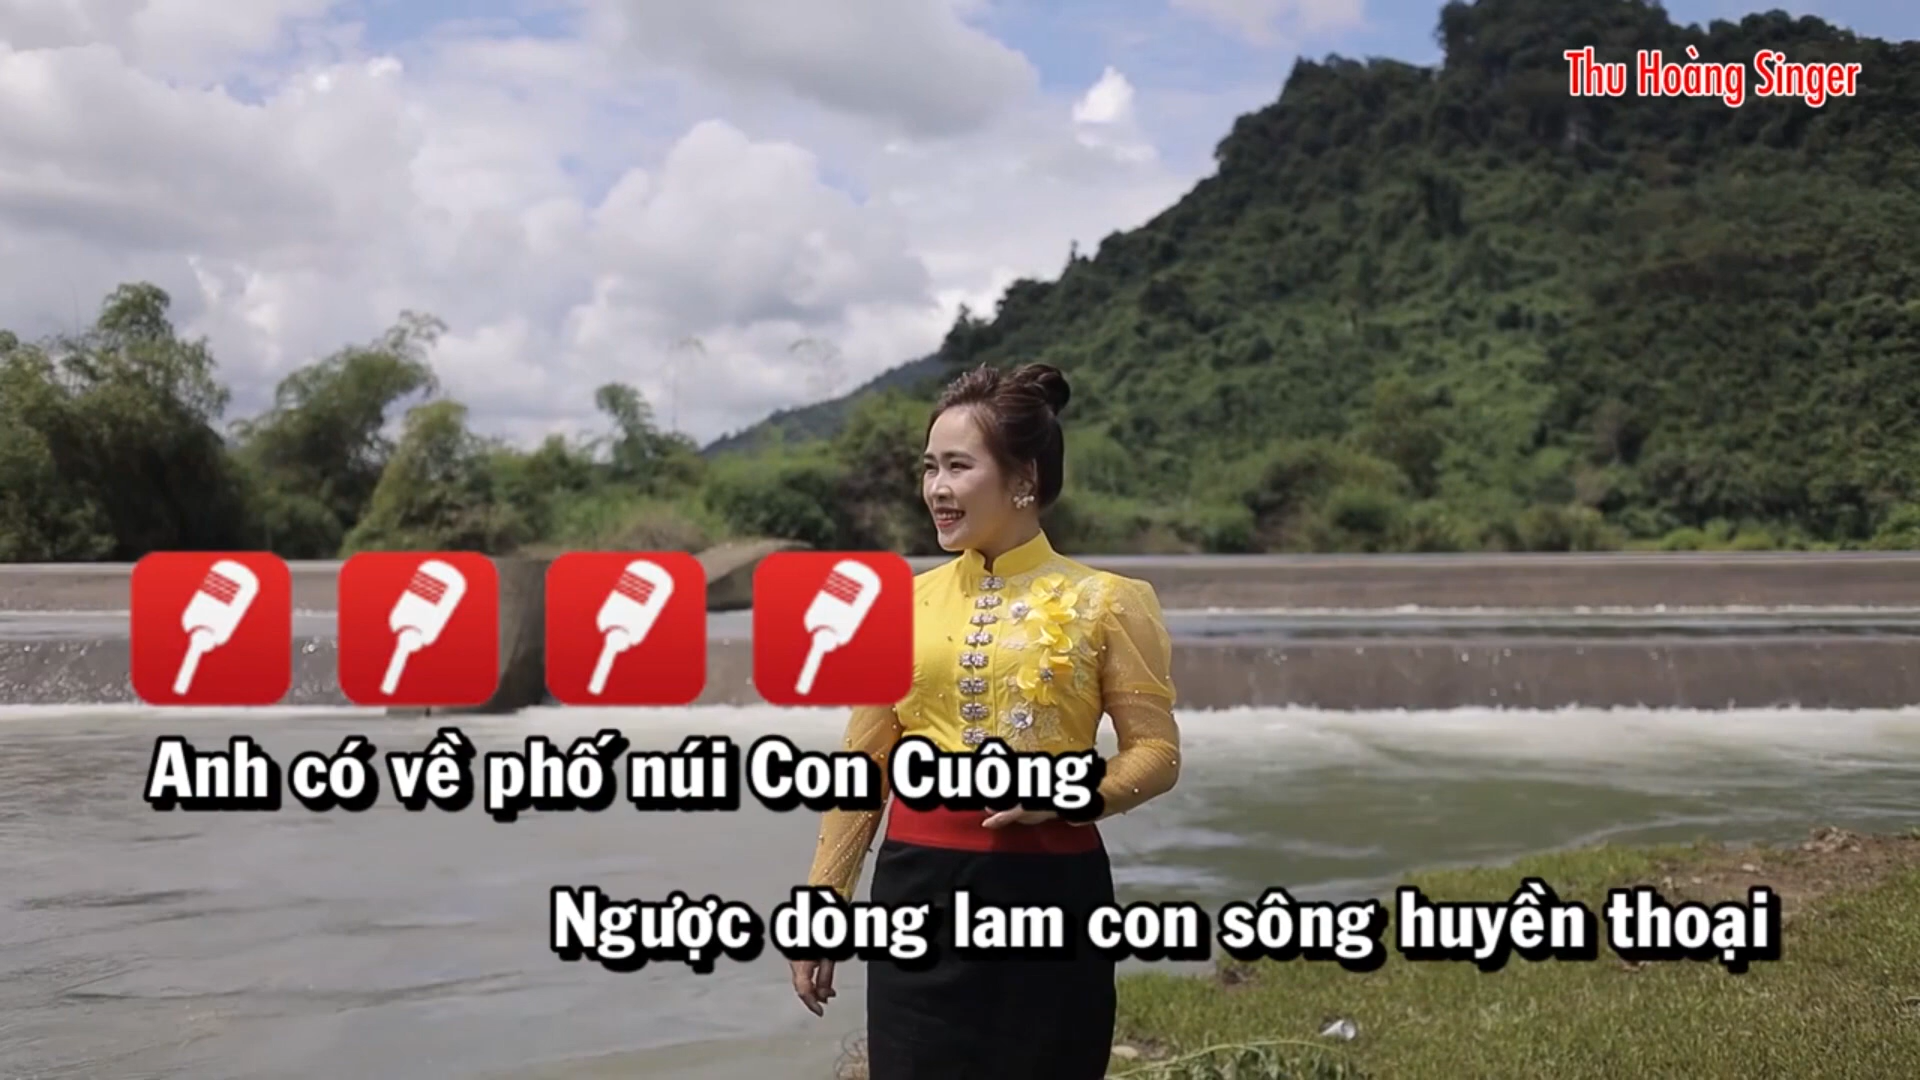 Thu Hoàng Singer
Anh có về phố núi Con Cuông
Ngược dòng lam con sông huyền thoại